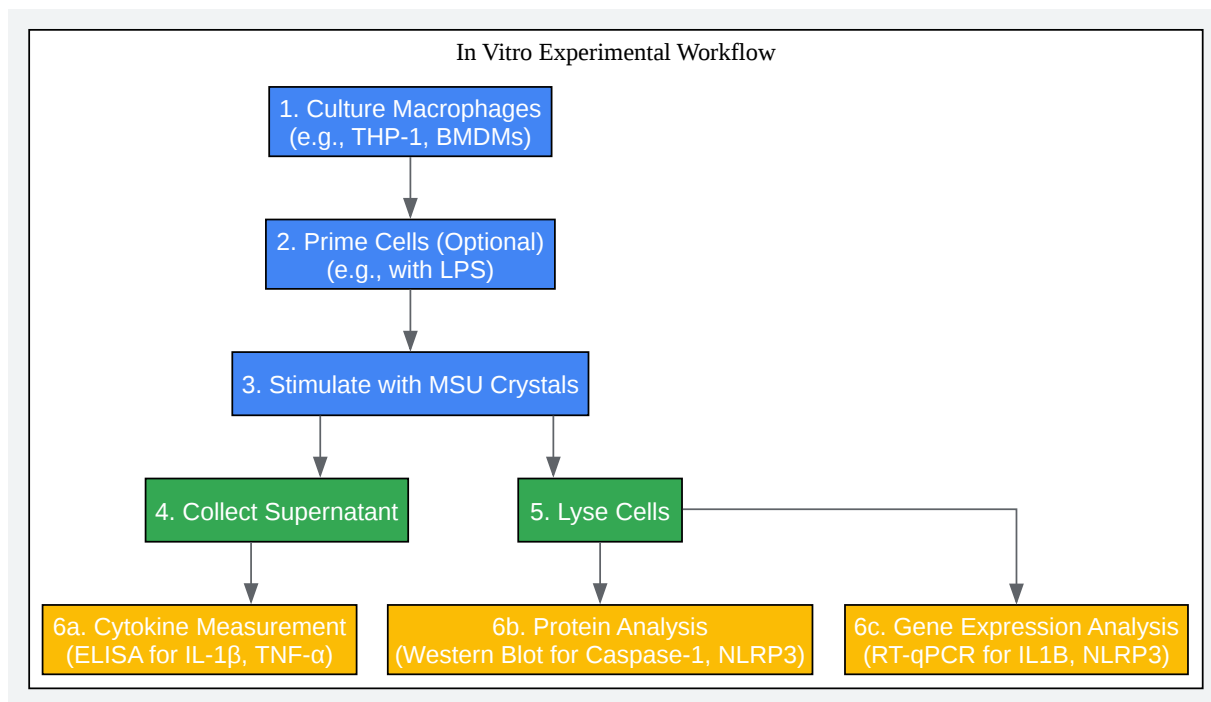 In Vitro Experimental Workflow
1. Culture Macrophages
(e.g., THP-1, BMDMs)
2. Prime Cells (Optional)
(e.g., with LPS)
3. Stimulate with MSU Crystals
4. Collect Supernatant
5. Lyse Cells
6a. Cytokine Measurement
(ELISA for IL-1β, TNF-α)
6b. Protein Analysis
(Western Blot for Caspase-1, NLRP3)
6c. Gene Expression Analysis
(RT-qPCR for IL1B, NLRP3)